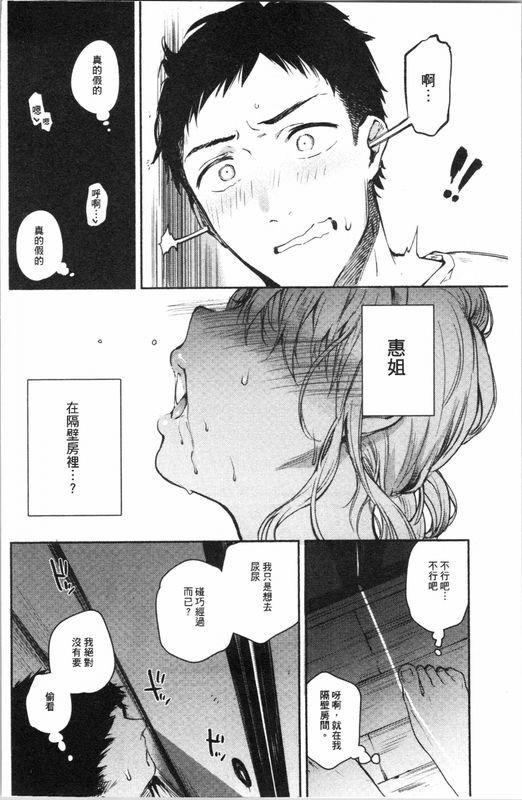 啊…
!!
真的假的
嗯
嗯
呼啊…
真的假的
惠姐
在隔壁房裡…?
不行吧…
不行吧
呀啊，就在我
隔壁房間。
我只是想去
尿尿
碰巧經過
而已?
我絕對
沒有要
偷看